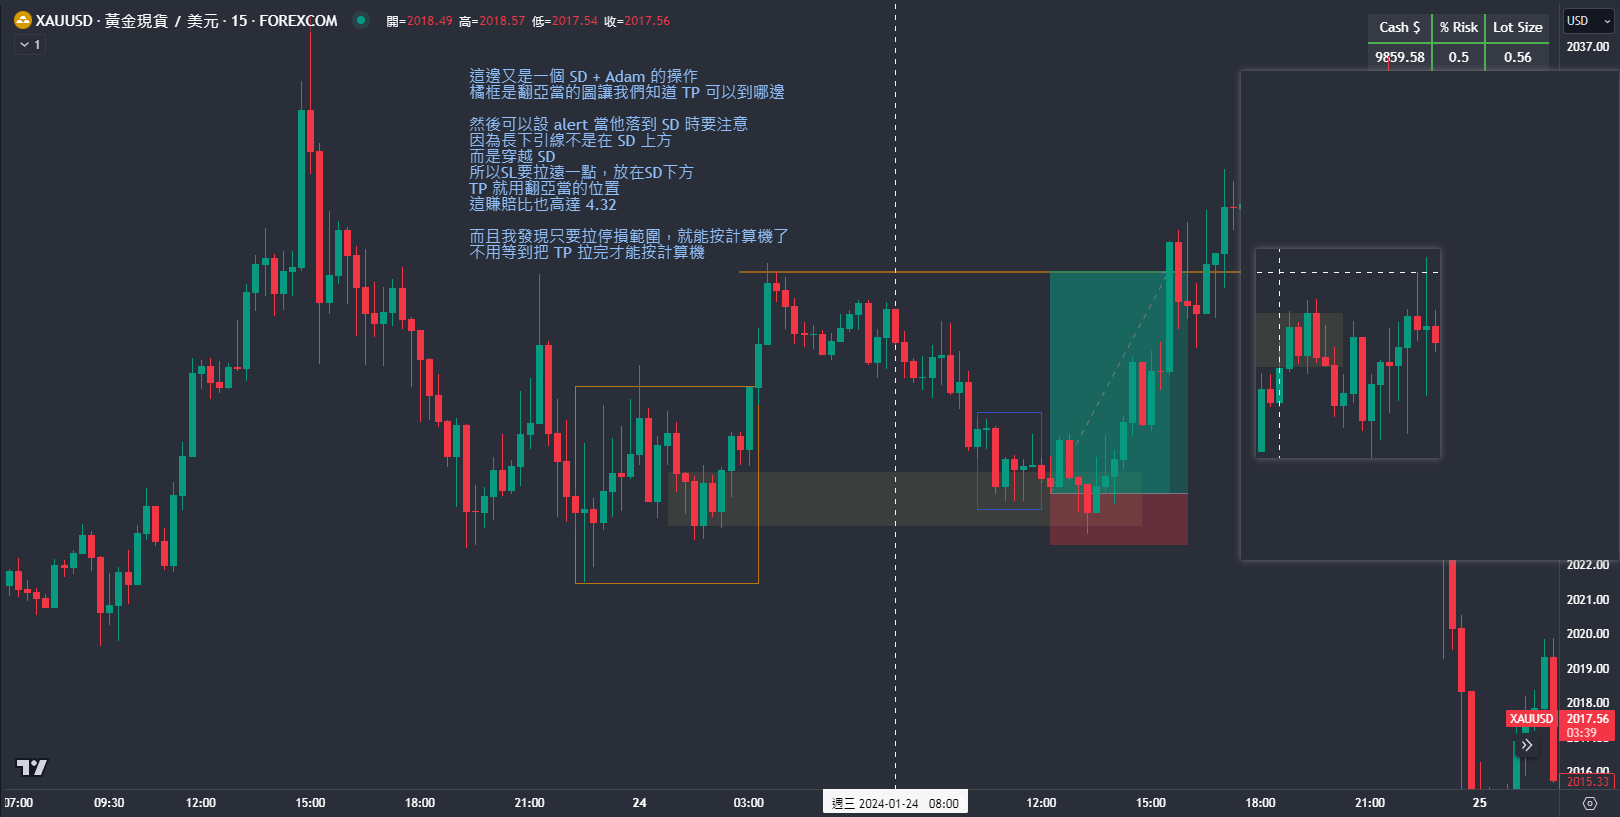 XAUUSD · 黃金現貨 / 美元 · 15 · FOREXCOM 開=2018.49 高=2018.57 低=2017.54 收=2017.56
1
Cash $ % Risk Lot Size
9859.58 0.5 0.56
USD
2037.00
這邊又是一個 SD + Adam 的操作
橘框是翻亞當的圖讓我們知道 TP 可以到哪邊
然後可以設 alert 當他落到 SD 時要注意
因為長下引線不是在 SD 上方
而是穿越 SD
所以SL要拉遠一點，放在SD下方
TP 就用翻亞當的位置
這賺賠比也高達 4.32
而且我發現只要拉停損範圍，就能按計算機了
不用等到把 TP 拉完才能按計算機
2022.00
2021.00
2020.00
2019.00
2018.00
XAUUSD 2017.56
03:39
2016.00
2015.33
07:00 09:30 12:00 15:00 18:00 21:00 24 03:00 週三 2024-01-24 08:00 12:00 15:00 18:00 21:00 25